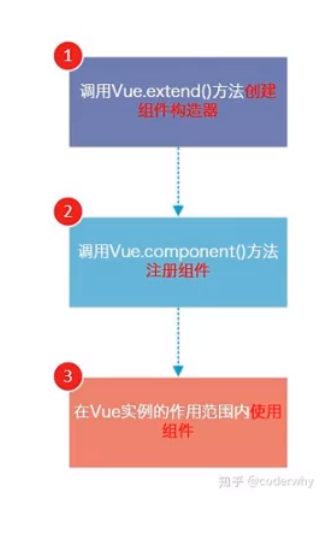 1
调用Vue.extend()方法创建
组件构造器
2
调用Vue.component()方法
注册组件
3
在Vue实例的作用范围内使用
组件
知乎 @coderwhy